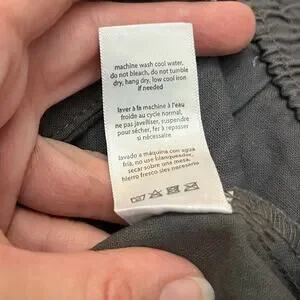 machine wash cool water,
do not bleach, do not tumble
dry, hang dry, low cool iron
if needed
laver à la machine à l'eau
froide au cycle normal,
ne pas javelliser, suspendre
pour sécher, fer à repasser
si nécessaire
lavado a máquina con agua
fría, no use blanqueador,
secar sobre una mesa,
hierro fresco sies necesario